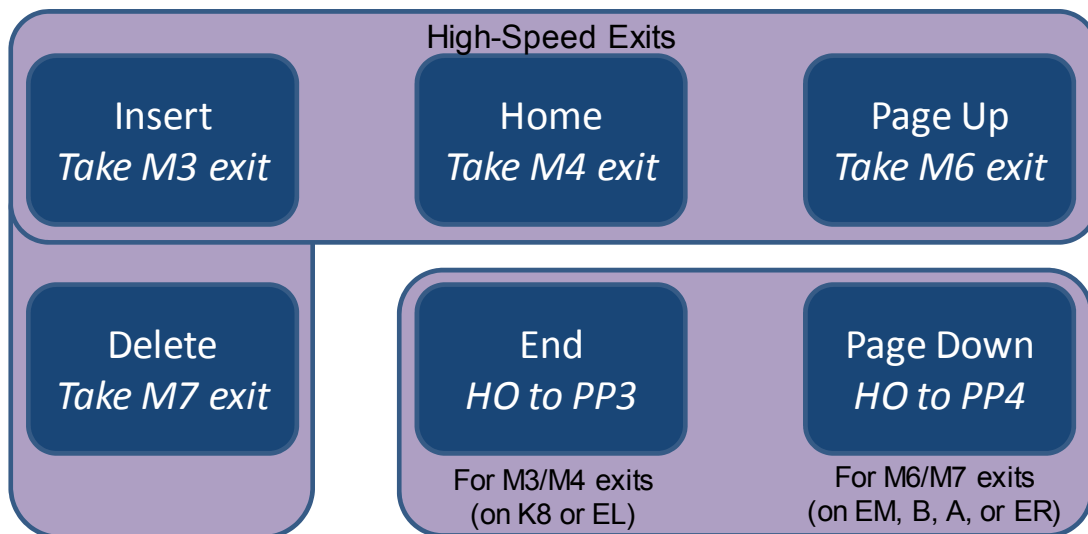 High-Speed Exits
Insert
Take M3 exit
Home
Take M4 exit
Page Up
Take M6 exit
Delete
Take M7 exit
End
HO to PP3
Page Down
HO to PP4
For M3/M4 exits
(on K8 or EL)
For M6/M7 exits
(on EM, B, A, or ER)